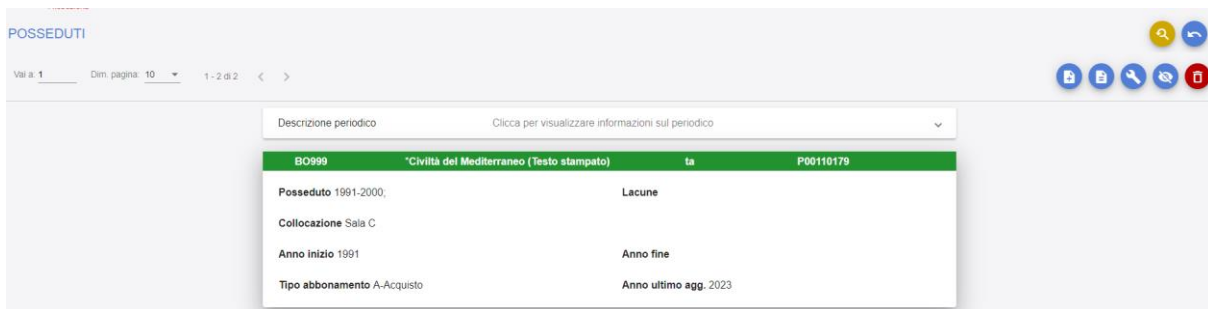 POSSEDUTI
Vai a: 1 Dim. pagina: 10 1 - 2 di 2
Descrizione periodico Clicca per visualizzare informazioni sul periodico
BO999 *Civiltà del Mediterraneo (Testo stampato) ta P00110179
Posseduto 1991-2000; Lacune
Collocazione Sala C
Anno inizio 1991 Anno fine
Tipo abbonamento A-Acquisto Anno ultimo agg. 2023